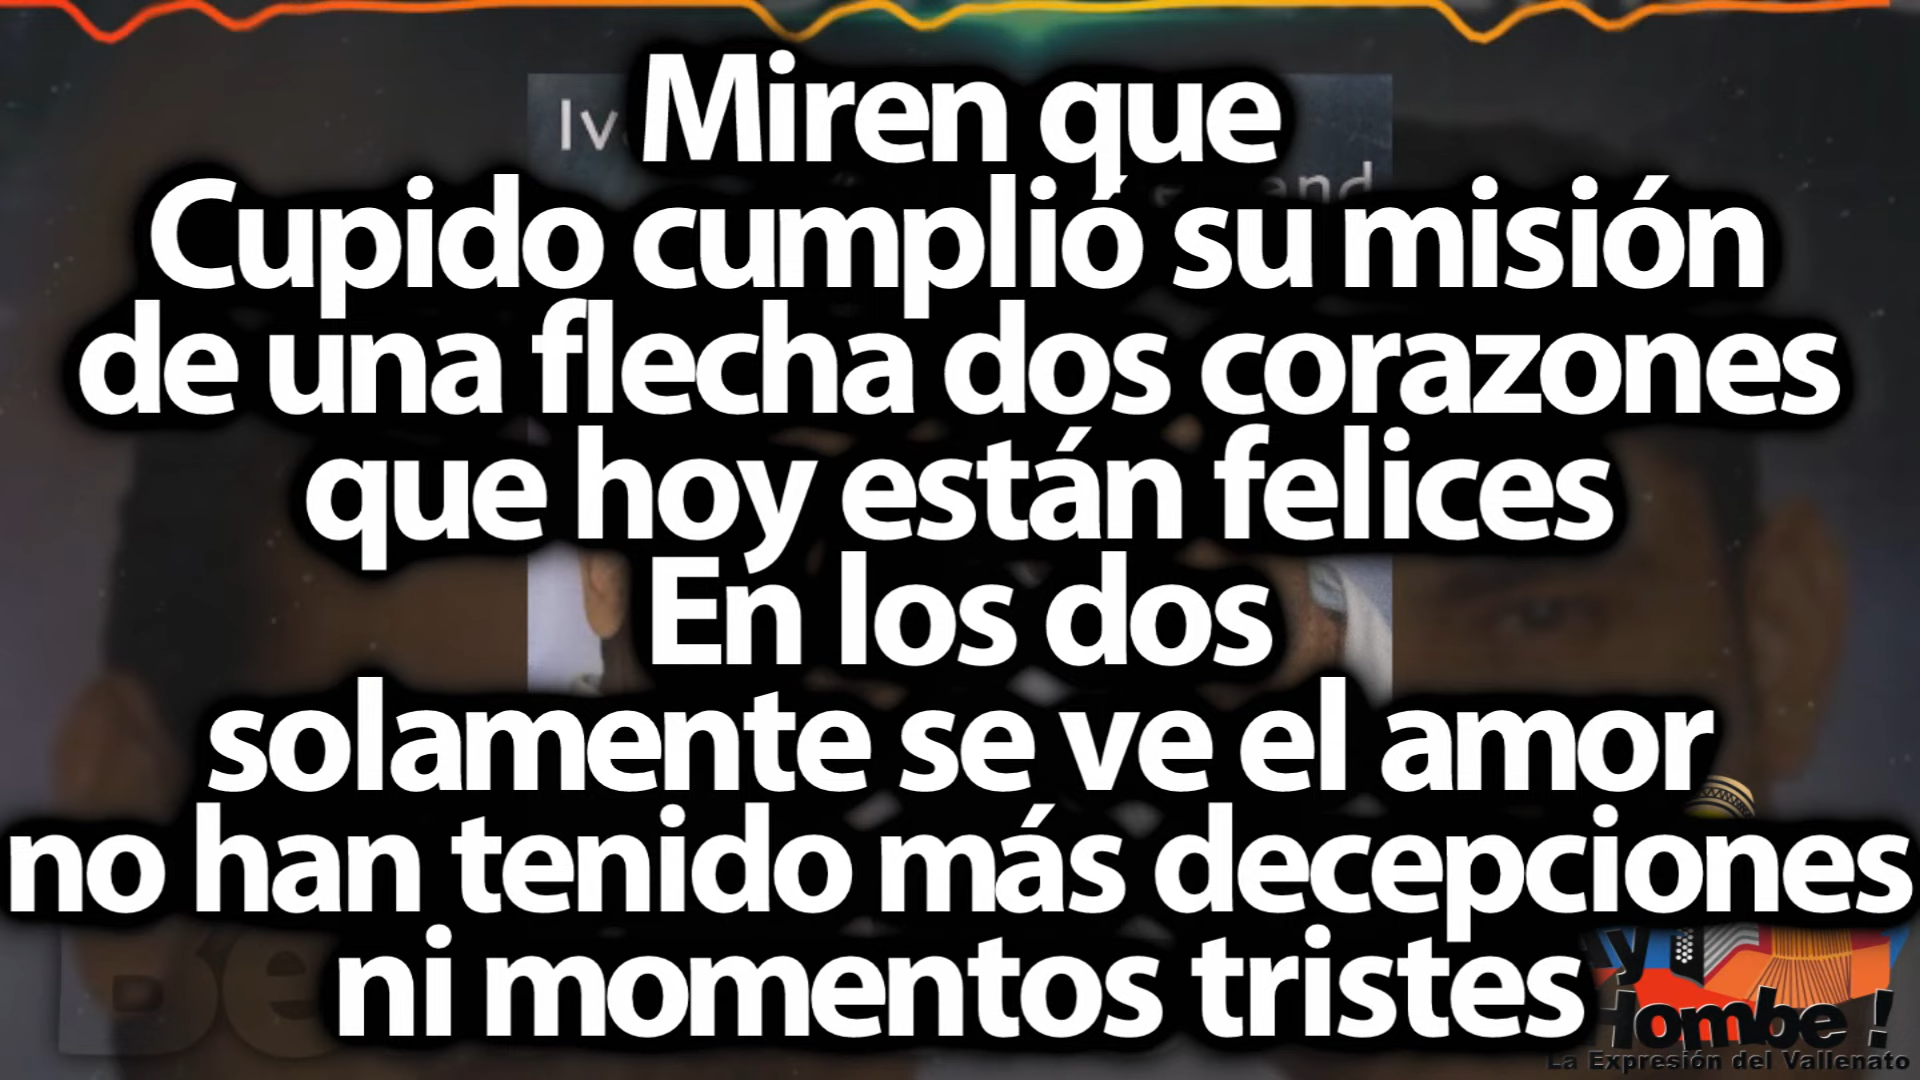 Miren que
Cupido cumplió su misión
de una flecha dos corazones
que hoy están felices
En los dos
solamente se ve el amor
no han tenido más decepciones
ni momentos tristes
Hombe !
La Expresión del Vallenato